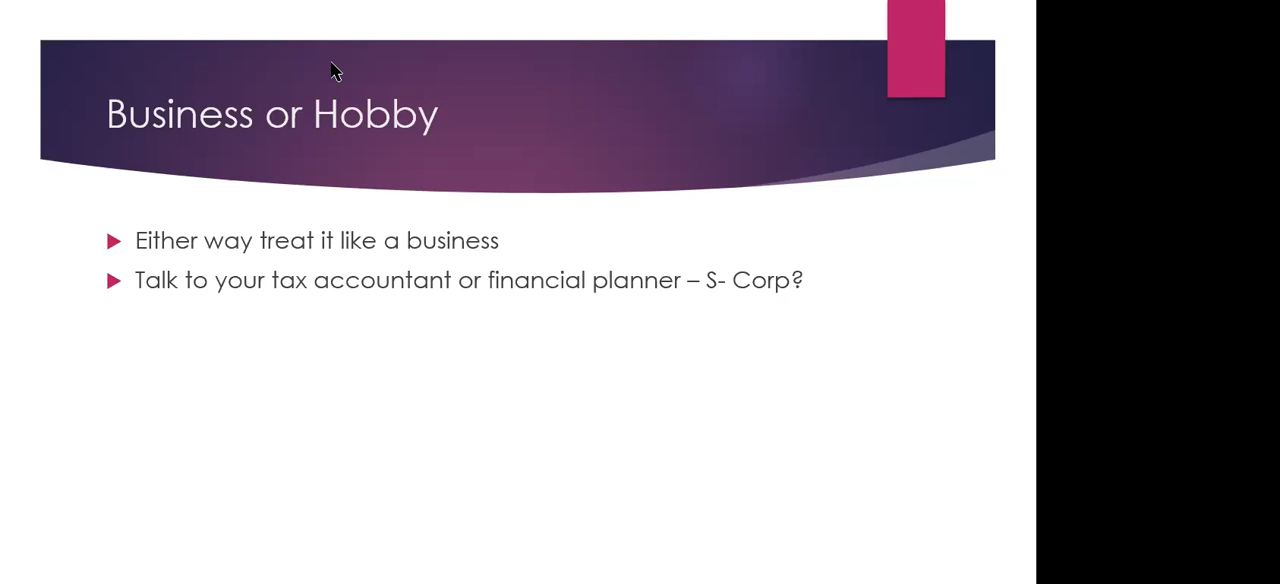 Business or Hobby
Either way treat it like a business
Talk to your tax accountant or financial planner – S- Corp?